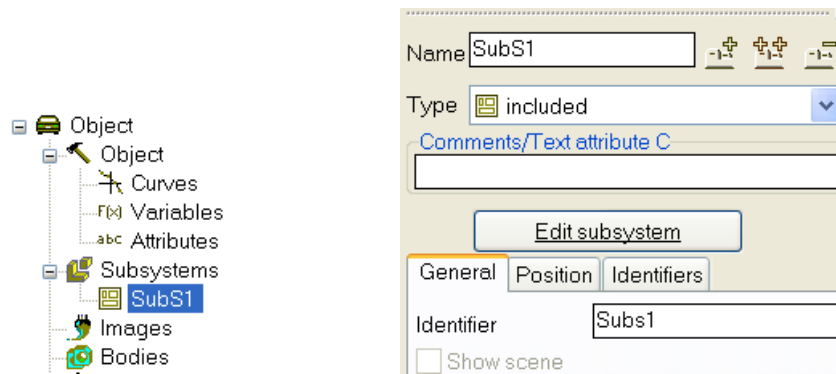 Object
Object
Curves
F(x) Variables
abc Attributes
Subsystems
SubS1
Images
Bodies
Name SubS1
Type included
Comments/Text attribute C
Edit subsystem
General Position Identifiers
Identifier Subs1
Show scene